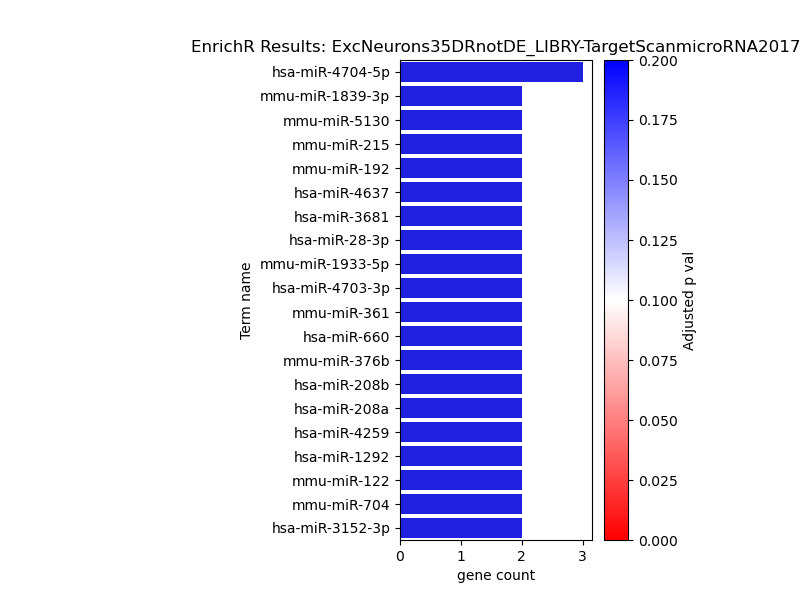 EnrichR Results: ExcNeurons35DRnotDE_LIBRY-TargetScanmicroRNA2017
hsa-miR-4704-5p
mmu-miR-1839-3p
mmu-miR-5130
mmu-miR-215
mmu-miR-192
hsa-miR-4637
hsa-miR-3681
hsa-miR-28-3p
mmu-miR-1933-5p
hsa-miR-4703-3p
mmu-miR-361
hsa-miR-660
mmu-miR-376b
hsa-miR-208b
hsa-miR-208a
hsa-miR-4259
hsa-miR-1292
mmu-miR-122
mmu-miR-704
hsa-miR-3152-3p
Term name
0 1 2 3
gene count
0.200
0.175
0.150
0.125
0.100
0.075
0.050
0.025
0.000
Adjusted p val